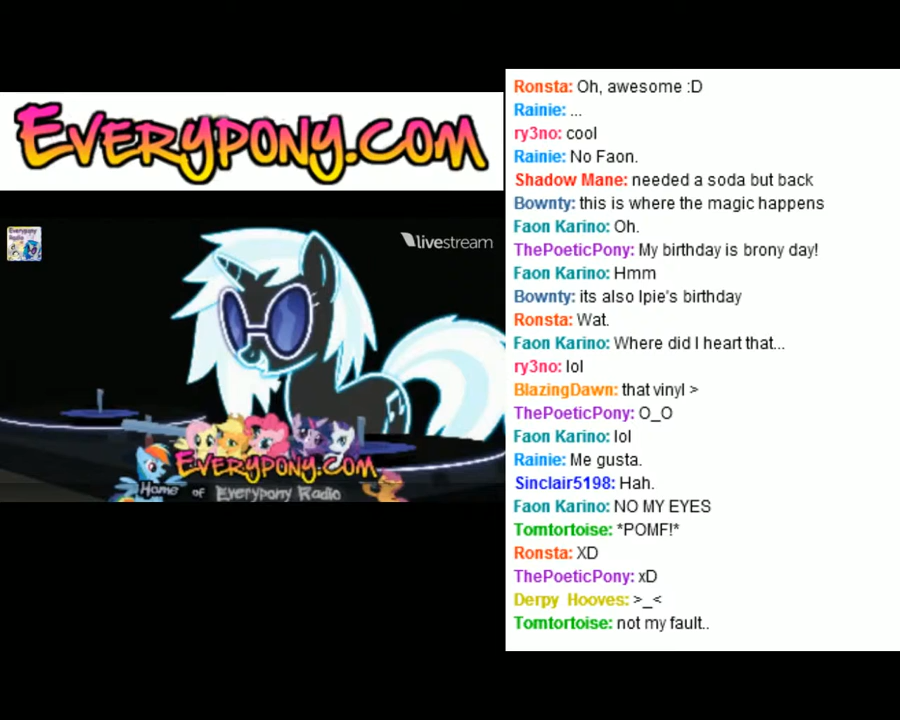 EVERYPONY.COM
Everypony
Radio
livestream
EVERYPONY.COM
Home of Everypony Radio
Ronsta: Oh, awesome :D
Rainie: ...
ry3no: cool
Rainie: No Faon.
Shadow Mane: needed a soda but back
Bownty: this is where the magic happens
Faon Karino: Oh.
ThePoeticPony: My birthday is brony day!
Faon Karino: Hmm
Bownty: its also Ipie's birthday
Ronsta: Wat.
Faon Karino: Where did I heart that...
ry3no: lol
BlazingDawn: that vinyl >
ThePoeticPony: O_O
Faon Karino: lol
Rainie: Me gusta.
Sinclair5198: Hah.
Faon Karino: NO MY EYES
Tomtortoise: *POMF!*
Ronsta: XD
ThePoeticPony: xD
Derpy Hooves: >_<
Tomtortoise: not my fault..